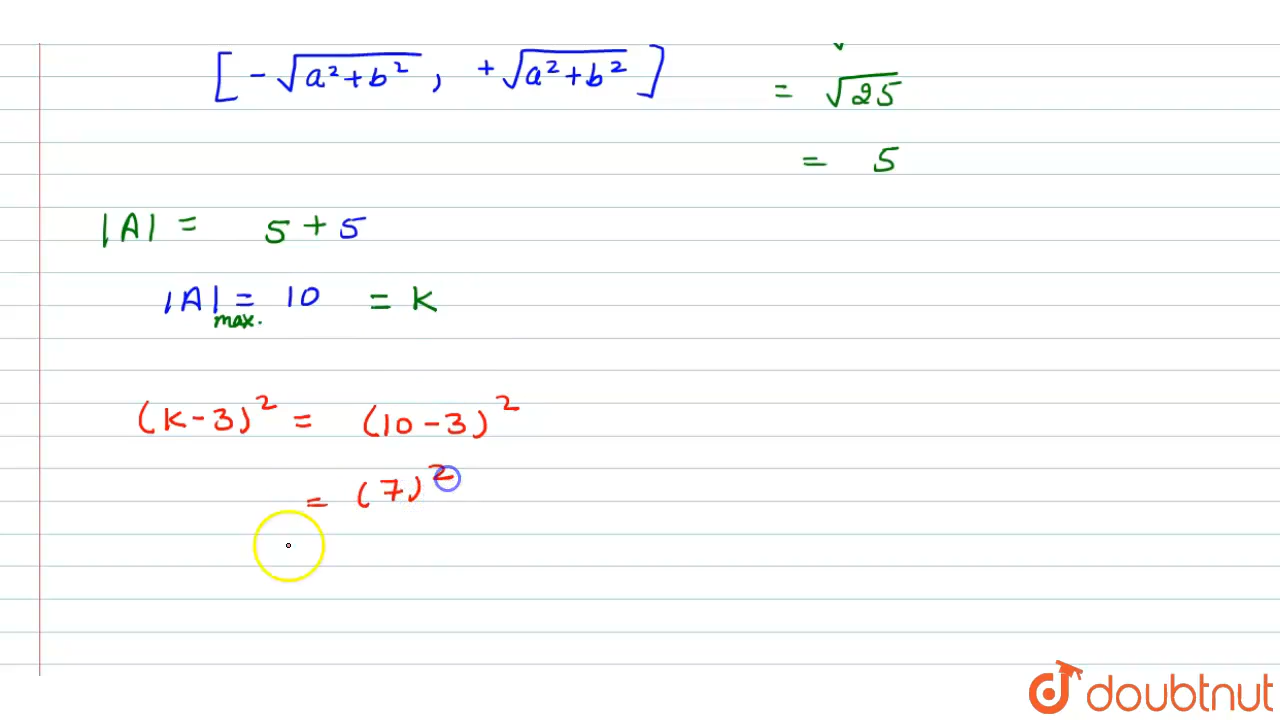 [ -√(a²+b²) , +√(a²+b²) ]
= √25
= 5
|A| = 5 + 5
|A| max. = 10 = K
(K-3)² = (10-3)²
= (7)²
doubtnut